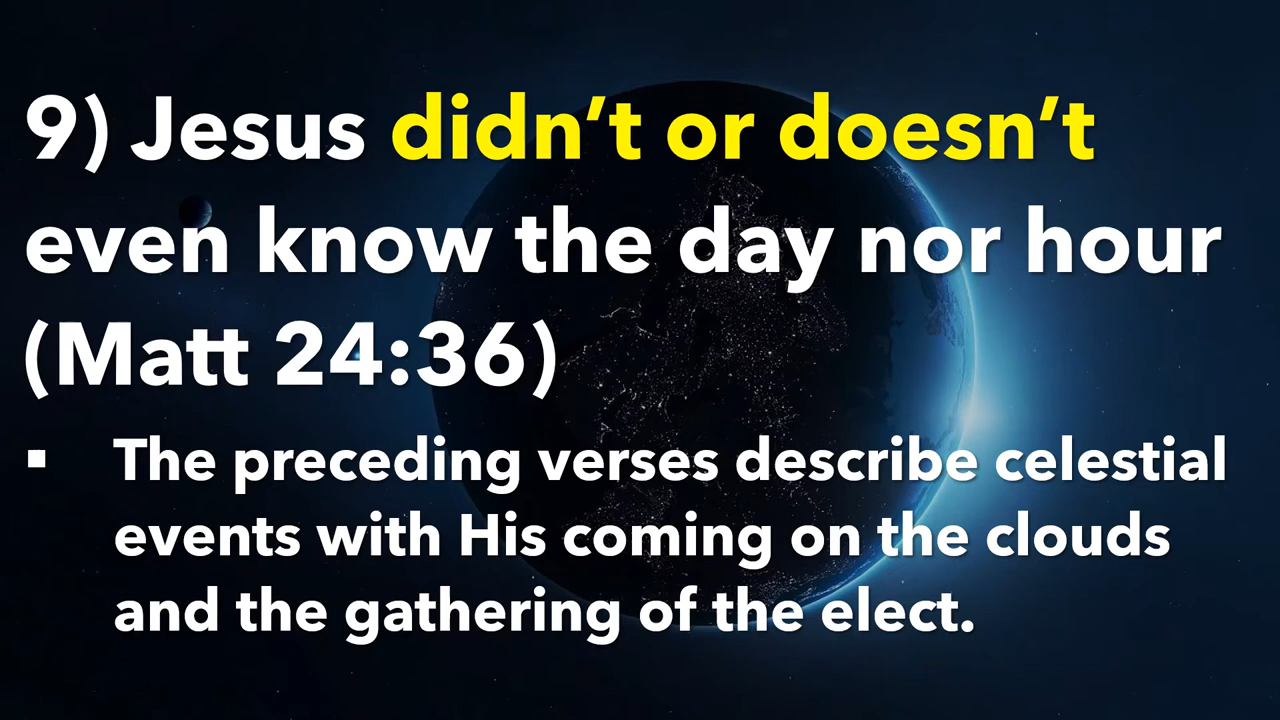 9) Jesus didn’t or doesn’t
even know the day nor hour
(Matt 24:36)
▪ The preceding verses describe celestial
events with His coming on the clouds
and the gathering of the elect.